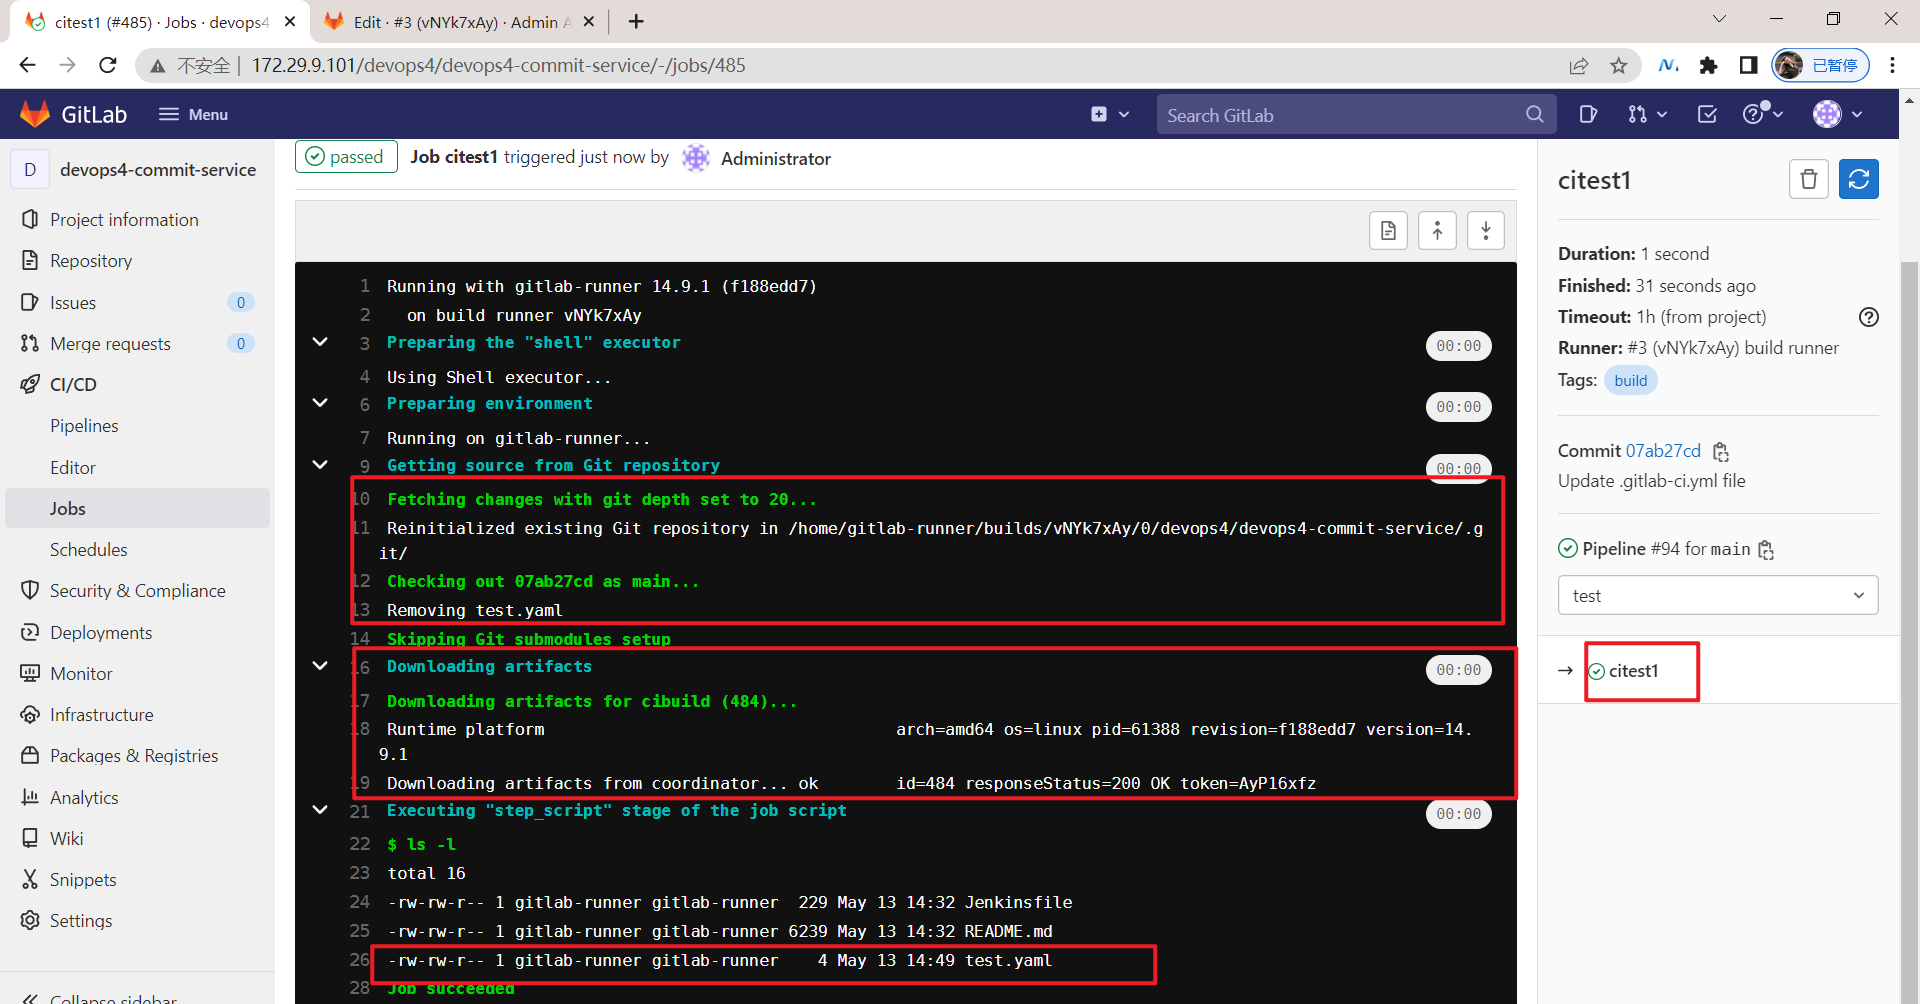 citest1 (#485) · Jobs · devops4
Edit · #3 (vNYk7xAy) · Admin A
不安全 | 172.29.9.101/devops4/devops4-commit-service/-/jobs/485
已暂停
GitLab
Menu
Search GitLab
D
devops4-commit-service
Project information
Repository
Issues 0
Merge requests 0
CI/CD
Pipelines
Editor
Jobs
Schedules
Security & Compliance
Deployments
Monitor
Infrastructure
Packages & Registries
Analytics
Wiki
Snippets
Settings
Collapse sidebar
passed Job citest1 triggered just now by Administrator
1 Running with gitlab-runner 14.9.1 (f188edd7)
2 on build runner vNYk7xAy
3 Preparing the "shell" executor 00:00
4 Using Shell executor...
6 Preparing environment 00:00
7 Running on gitlab-runner...
9 Getting source from Git repository 00:00
10 Fetching changes with git depth set to 20...
11 Reinitialized existing Git repository in /home/gitlab-runner/builds/vNYk7xAy/0/devops4/devops4-commit-service/.g
it/
12 Checking out 07ab27cd as main...
13 Removing test.yaml
14 Skipping Git submodules setup
16 Downloading artifacts 00:00
17 Downloading artifacts for cibuild (484)...
18 Runtime platform arch=amd64 os=linux pid=61388 revision=f188edd7 version=14.
9.1
19 Downloading artifacts from coordinator... ok id=484 responseStatus=200 OK token=AyP16xfz
21 Executing "step_script" stage of the job script 00:00
22 $ ls -l
23 total 16
24 -rw-rw-r-- 1 gitlab-runner gitlab-runner 229 May 13 14:32 Jenkinsfile
25 -rw-rw-r-- 1 gitlab-runner gitlab-runner 6239 May 13 14:32 README.md
26 -rw-rw-r-- 1 gitlab-runner gitlab-runner 4 May 13 14:49 test.yaml
28 Job succeeded
citest1
Duration: 1 second
Finished: 31 seconds ago
Timeout: 1h (from project)
Runner: #3 (vNYk7xAy) build runner
Tags: build
Commit 07ab27cd
Update .gitlab-ci.yml file
Pipeline #94 for main
test
→ citest1